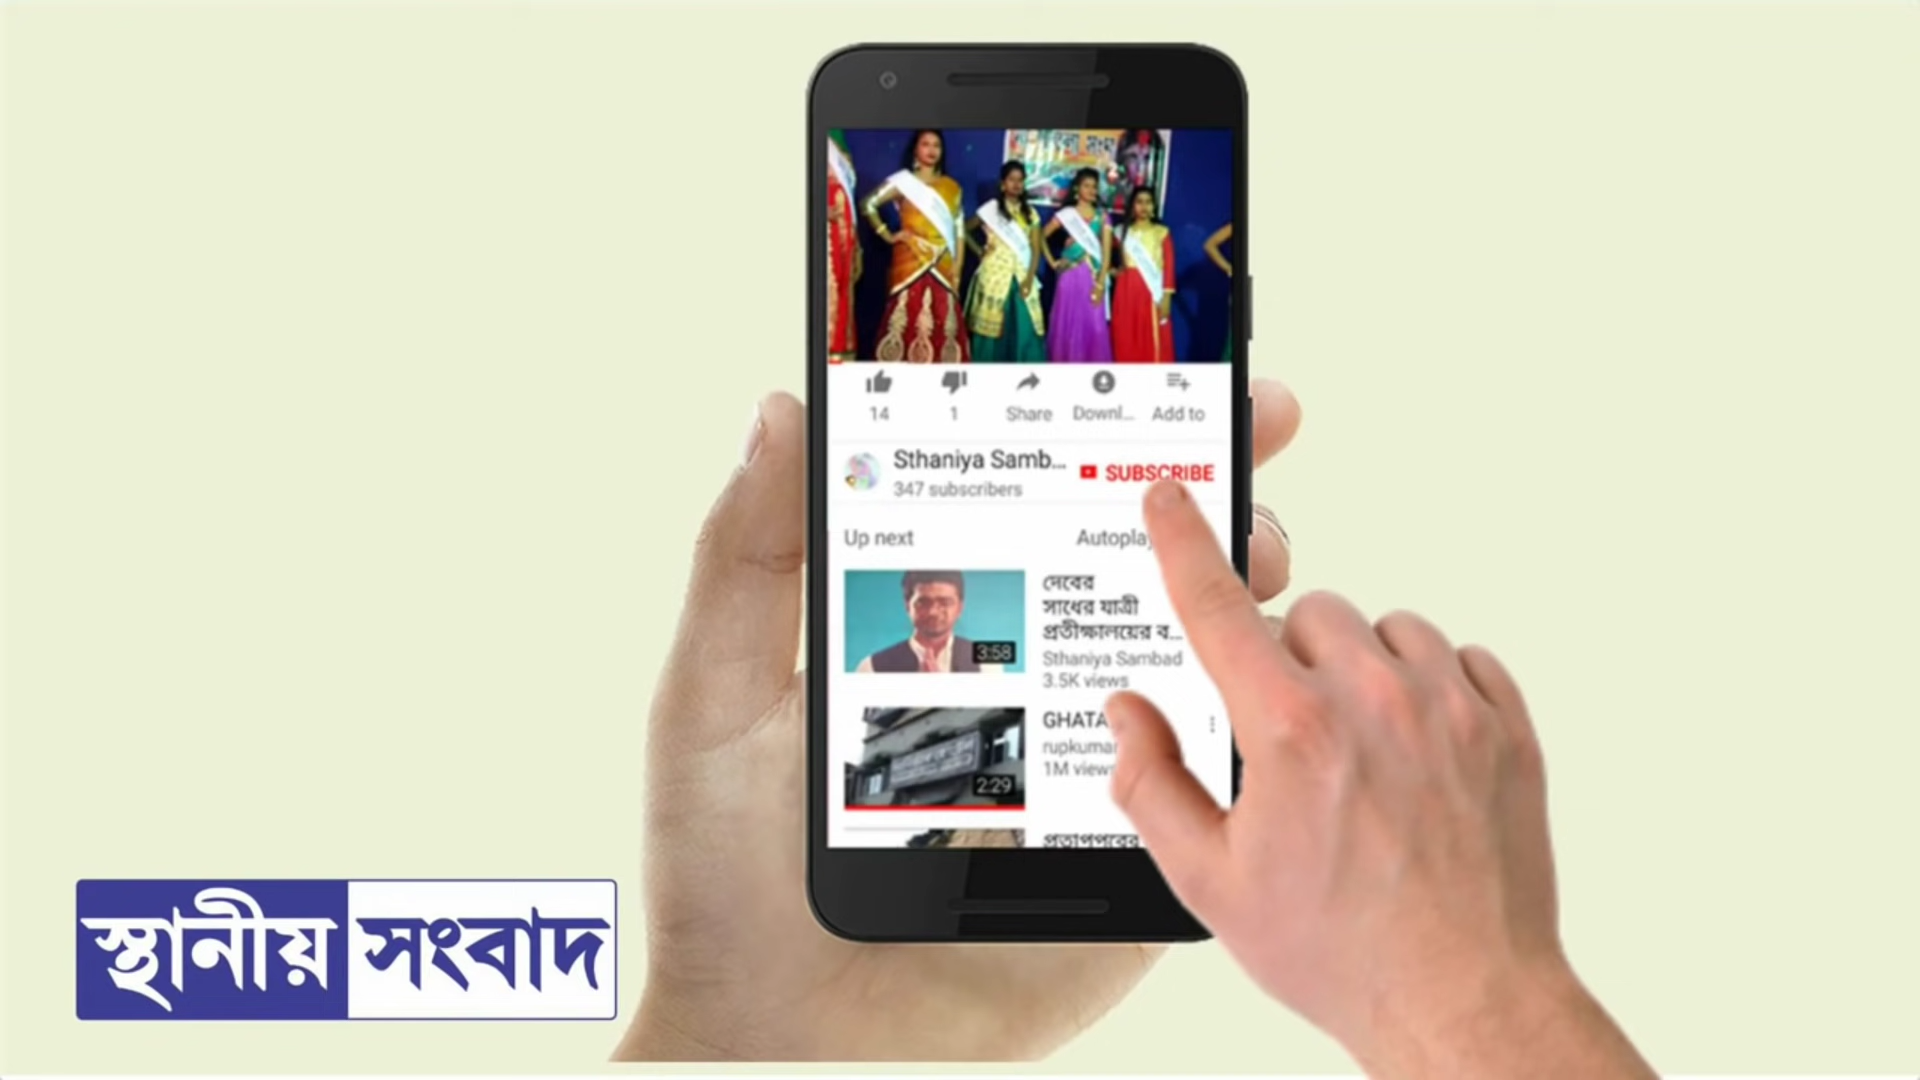 14
1
Share
Downl...
Add to
Sthaniya Samb...
SUBSCRIBE
347 subscribers
Up next
Autoplay
দেবের
সাধের যাত্রী
প্রতীক্ষালয়ের ব...
3:58
Sthaniya Sambad
3.5K views
GHATA
rupkumar
1M views
2:29
স্থানীয় সংবাদ